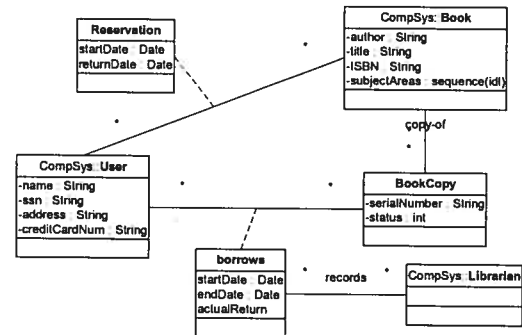 Reservation
startDate : Date
returnDate : Date
*
CompSys: Book
-author : String
-title : String
-ISBN : String
-subjectAreas : sequence(idl)
copy-of
*
*
CompSys: User
-name : String
-ssn : String
-address : String
-creditCardNum : String
*
*
BookCopy
-serialNumber : String
-status : int
borrows
startDate : Date
endDate : Date
actualReturn
*
records
*
CompSys: Librarian